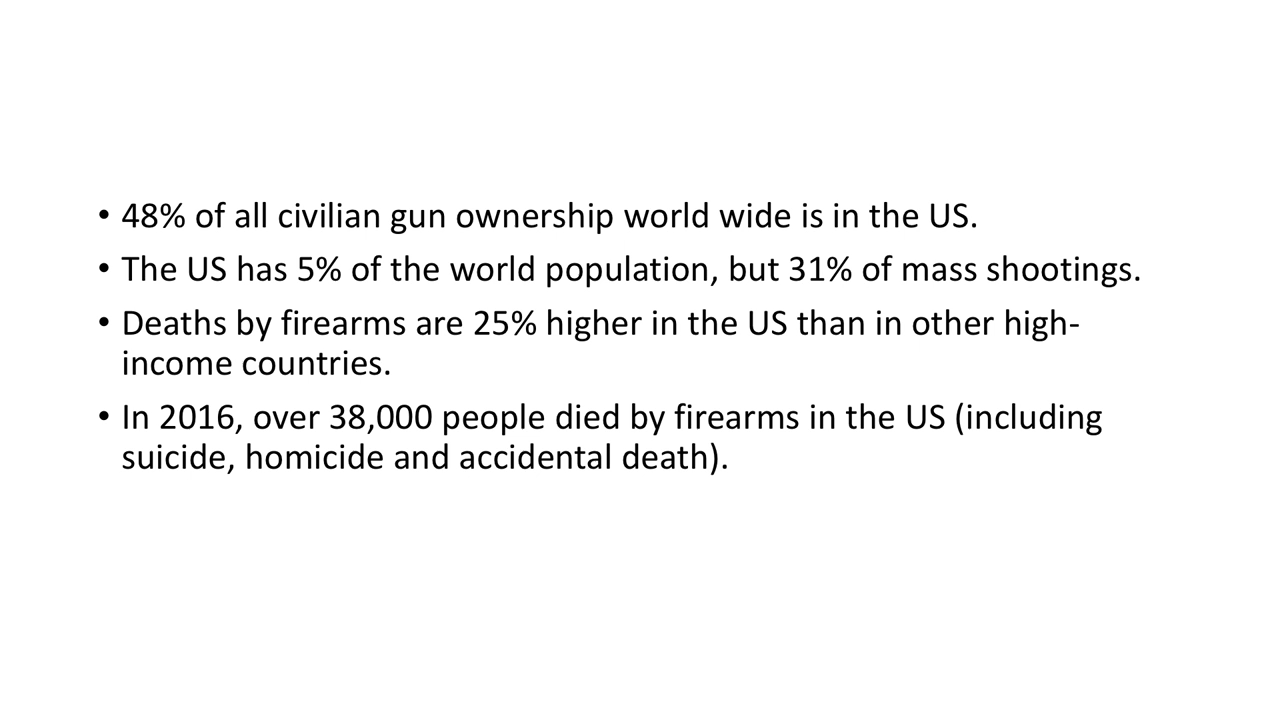 • 48% of all civilian gun ownership world wide is in the US.
• The US has 5% of the world population, but 31% of mass shootings.
• Deaths by firearms are 25% higher in the US than in other high-
income countries.
• In 2016, over 38,000 people died by firearms in the US (including
suicide, homicide and accidental death).